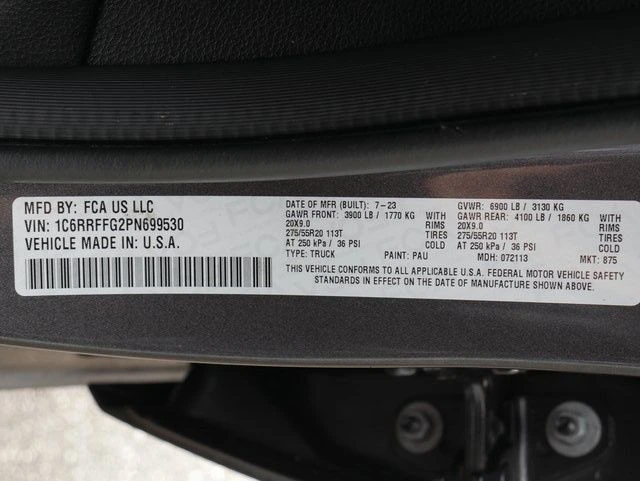 MFD BY: FCA US LLC
VIN: 1C6RRFFG2PN699530
VEHICLE MADE IN U.S.A.
DATE OF MFR (BUILT): 7-23
GAWR FRONT: 3900 LB / 1770 KG WITH
20X9.0 RIMS
275/55R20 113T TIRES
AT 250 kPa / 36 PSI
TYPE: TRUCK
PAINT: PAU
GVWR: 6900 LB / 3130 KG
GAWR REAR: 4100 LB / 1860 KG WITH
20X9.0 RIMS
275/55R20 113T TIRES
AT 250 kPa / 36 PSI
MDH: 072113 MKT: 875
THIS VEHICLE CONFORMS TO ALL APPLICABLE U.S.A. FEDERAL MOTOR VEHICLE SAFETY
STANDARDS IN EFFECT ON THE DATE OF MANUFACTURE SHOWN ABOVE.